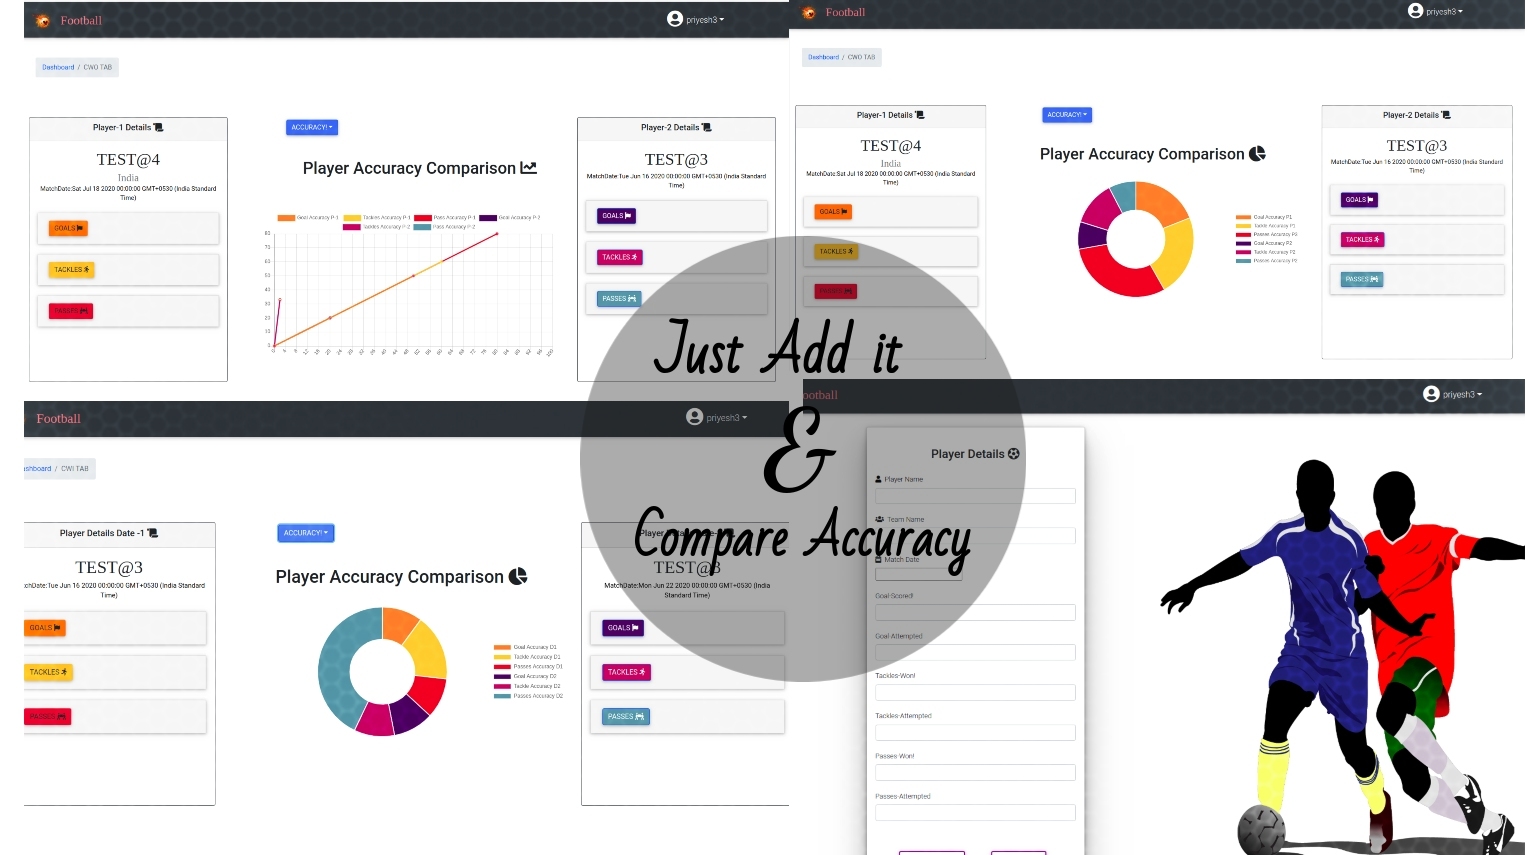 Football
priyesh3
Dashboard / CWO TAB
Player-1 Details
TEST@4
India
MatchDate:Sat Jul 18 2020 00:00:00 GMT+0530 (India Standard
Time)
GOALS
TACKLES
PASSES
ACCURACY!
Player Accuracy Comparison
Goal Accuracy P-1 Tackles Accuracy P-1 Pass Accuracy P-1 Goal Accuracy P-2
Tackles Accuracy P-2 Pass Accuracy P-2
80
70
60
50
40
30
20
10
0
Player-2 Details
TEST@3
MatchDate:Tue Jun 16 2020 00:00:00 GMT+0530 (India Standard
Time)
GOALS
TACKLES
PASSES
Football
priyesh3
Dashboard / CWO TAB
Player-1 Details
TEST@4
India
MatchDate:Sat Jul 18 2020 00:00:00 GMT+0530 (India Standard
Time)
GOALS
TACKLES
PASSES
ACCURACY!
Player Accuracy Comparison
Goal Accuracy P1
Tackle Accuracy P1
Goal Accuracy P2
Tackle Accuracy P2
Passes Accuracy P2
Player-2 Details
TEST@3
MatchDate:Tue Jun 16 2020 00:00:00 GMT+0530 (India Standard
Time)
GOALS
TACKLES
PASSES
Just Add it
&
Compare Accuracy
Football
priyesh3
shboard / CWI TAB
Player Details Date -1
TEST@3
chDate:Tue Jun 16 2020 00:00:00 GMT+0530 (India Standard
Time)
GOALS
TACKLES
PASSES
ACCURACY!
Player Accuracy Comparison
Goal Accuracy D1
Tackle Accuracy D1
Passes Accuracy D1
Goal Accuracy D2
Tackle Accuracy D2
Passes Accuracy D2
TEST@3
MatchDate:Mon Jun 22 2020 00:00:00 GMT+0530 (India
Standard Time)
GOALS
TACKLES
PASSES
ootball
priyesh3
Player Details
Player Name
Team Name
Match Date
Goal-Scored!
Goal-Attempted
Tackles-Won!
Tackles-Attempted
Passes-Won!
Passes-Attempted